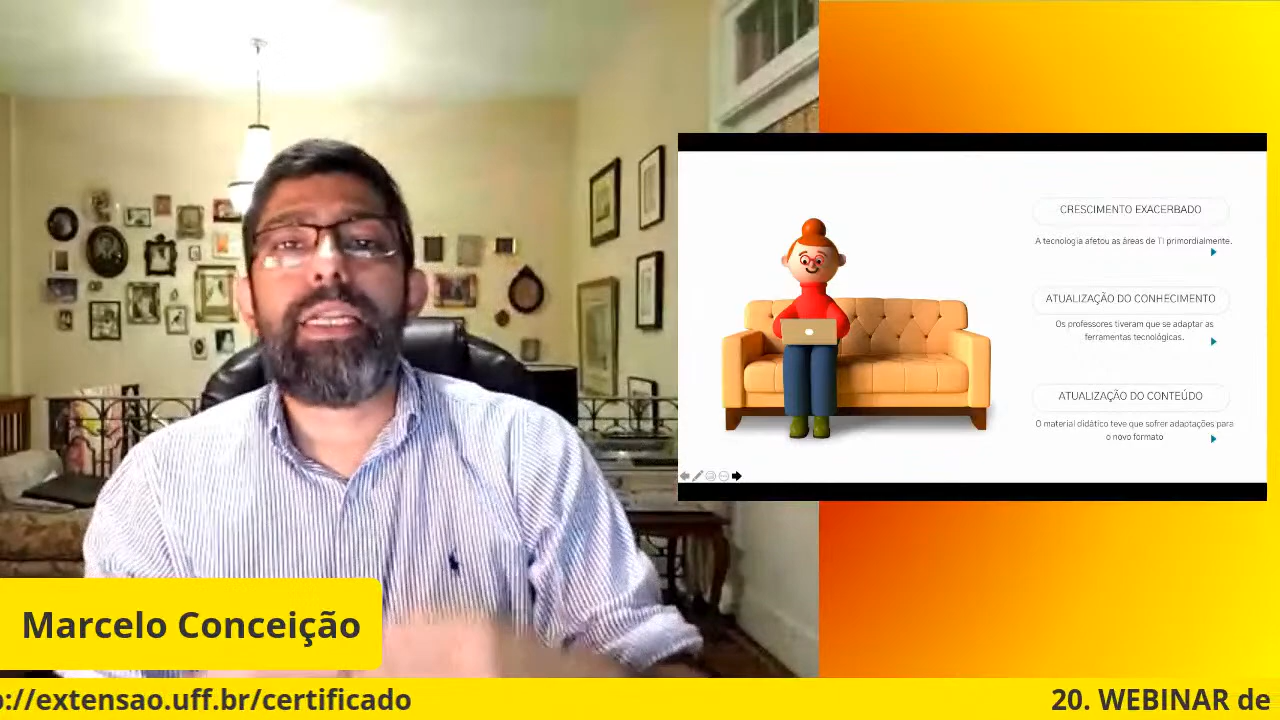 CRESCIMENTO EXACERBADO
A tecnologia afetou as áreas de TI primordialmente.
ATUALIZAÇÃO DO CONHECIMENTO
Os professores tiveram que se adaptar as
ferramentas tecnológicas.
ATUALIZAÇÃO DO CONTEÚDO
O material didático teve que sofrer adaptações para
o novo formato
Marcelo Conceição
://extensao.uff.br/certificado
20. WEBINAR de